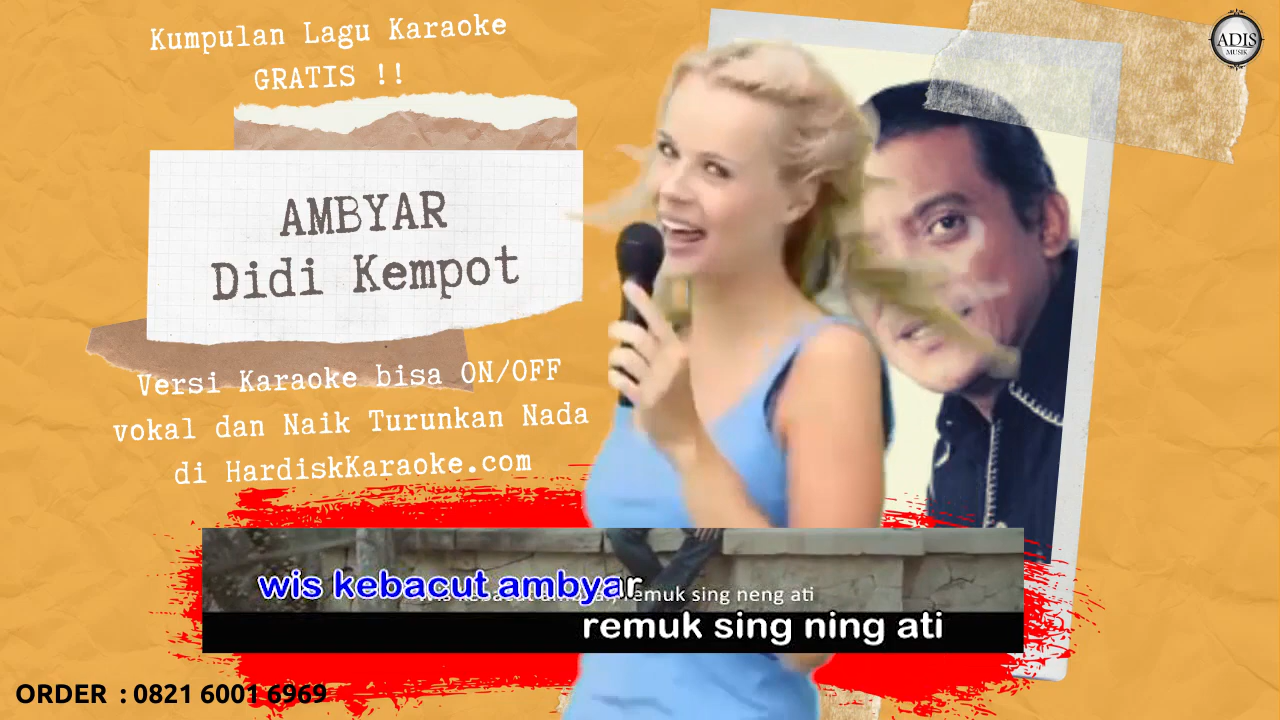 Kumpulan Lagu Karaoke
GRATIS !!
ADIS
MUSIK
AMBYAR
Didi Kempot
Versi Karaoke bisa ON/OFF
vokal dan Naik Turunkan Nada
di HardiskKaraoke.com
wis kebacut ambyar
remuk sing neng ati
remuk sing ning ati
ORDER : 0821 6001 6969